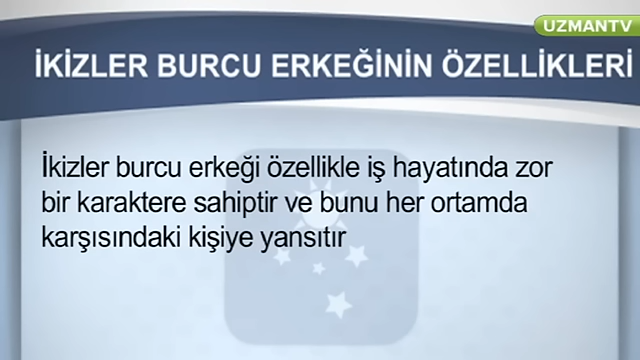 UZMANTV
İKİZLER BURCU ERKEĞİNİN ÖZELLİKLERİ
İkizler burcu erkeği özellikle iş hayatında zor
bir karaktere sahiptir ve bunu her ortamda
karşısındaki kişiye yansıtır